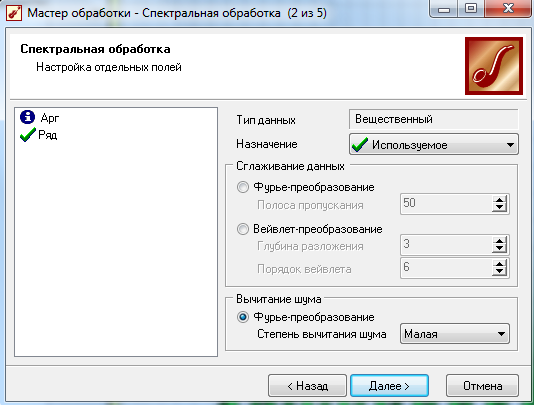 Мастер обработки - Спектральная обработка (2 из 5)
Спектральная обработка
Настройка отдельных полей
Арг
Ряд
Тип данных Вещественный
Назначение Используемое
Сглаживание данных
Фурье-преобразование
Полоса пропускания 50
Вейвлет-преобразование
Глубина разложения 3
Порядок вейвлета 6
Вычитание шума
Фурье-преобразование
Степень вычитания шума Малая
< Назад Далее > Отмена